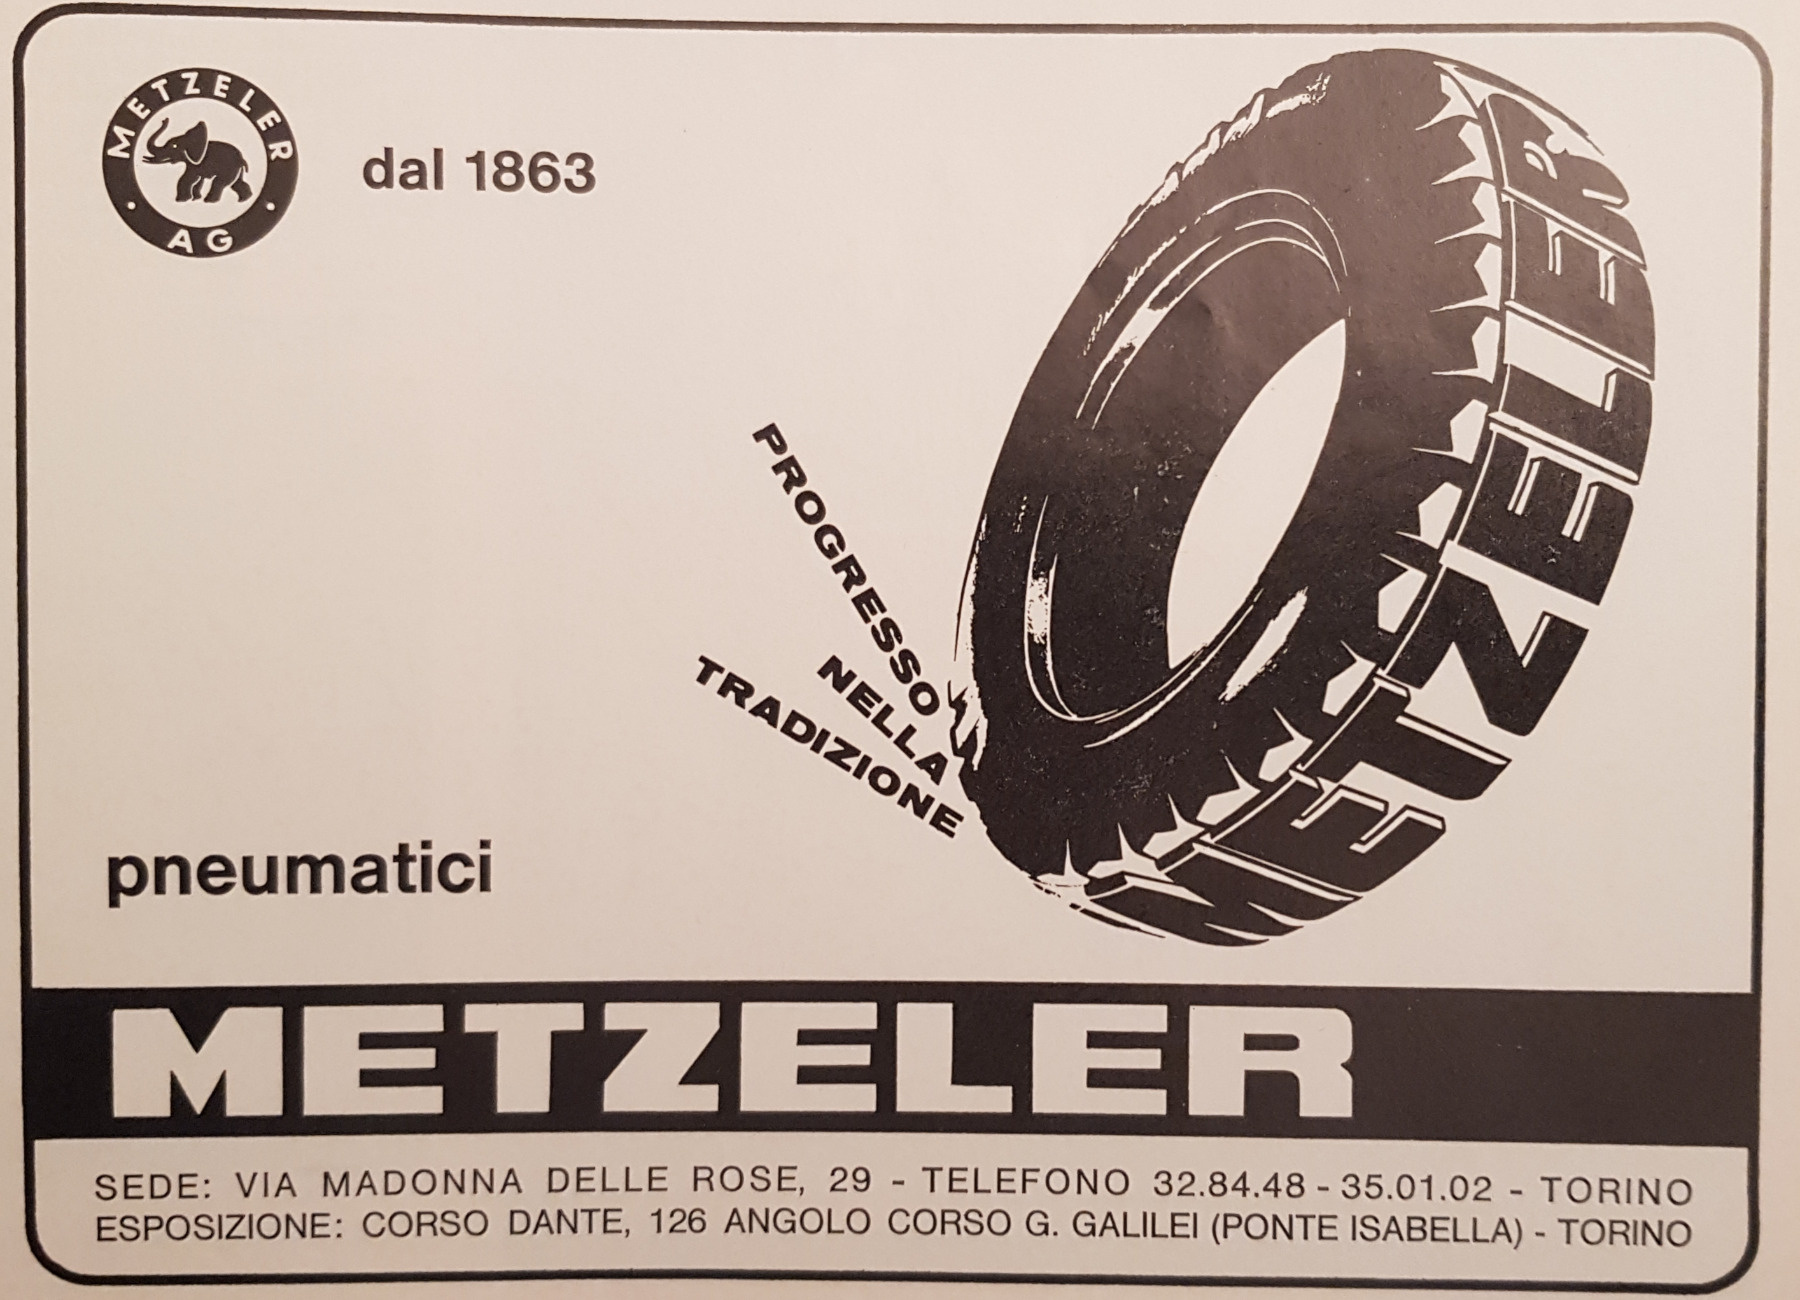 METZELER
AG
dal 1863
METZELER
PROGRESSO
NELLA
TRADIZIONE
pneumatici
METZELER
SEDE: VIA MADONNA DELLE ROSE, 29 - TELEFONO 32.84.48 - 35.01.02 - TORINO
ESPOSIZIONE: CORSO DANTE, 126 ANGOLO CORSO G. GALILEI (PONTE ISABELLA) - TORINO